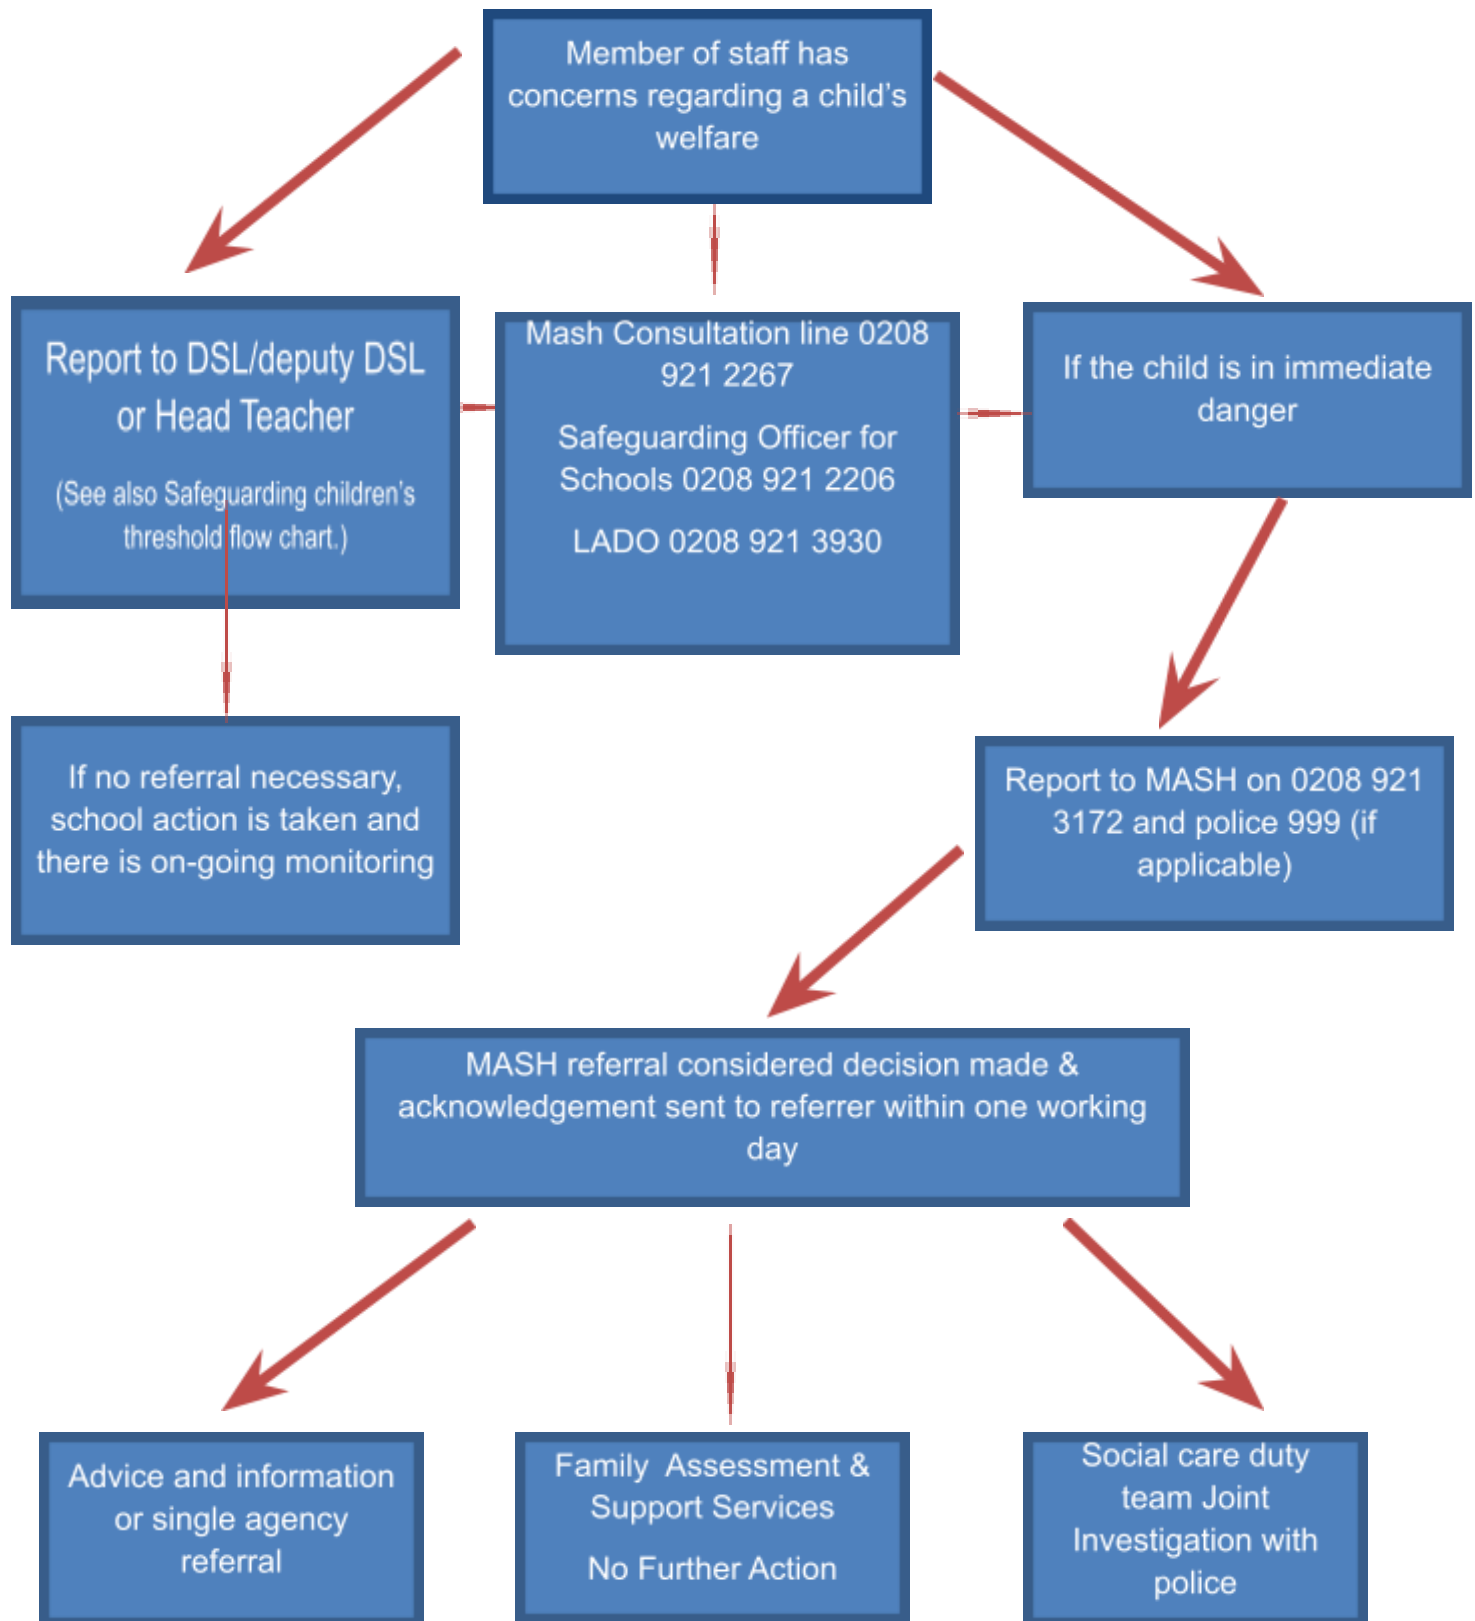 Member of staff has
concerns regarding a child's
welfare
Report to DSL/deputy DSL
or Head Teacher
(See also Safeguarding children's
threshold flow chart.)
Mash Consultation line 0208
921 2267
Safeguarding Officer for
Schools 0208 921 2206
LADO 0208 921 3930
If the child is in immediate
danger
If no referral necessary,
school action is taken and
there is on-going monitoring
Report to MASH on 0208 921
3172 and police 999 (if
applicable)
MASH referral considered decision made &
acknowledgement sent to referrer within one working
day
Advice and information
or single agency
referral
Family  Assessment &
Support Services
No Further Action
Social care duty
team Joint
Investigation with
police